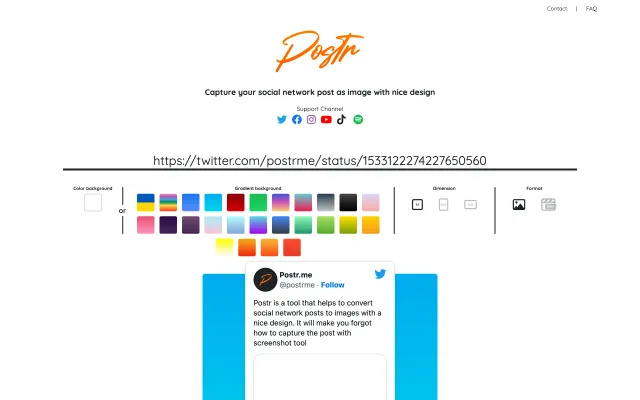 Contact | FAQ
Postr
Capture your social network post as image with nice design
Support Channel
https://twitter.com/postrme/status/1533122274227650560
Color background
or
Gradient background
Dimension
Format
Postr.me
@postrme · Follow
Postr is a tool that helps to convert
social network posts to images with a
nice design. It will make you forgot
how to capture the post with
screenshot tool